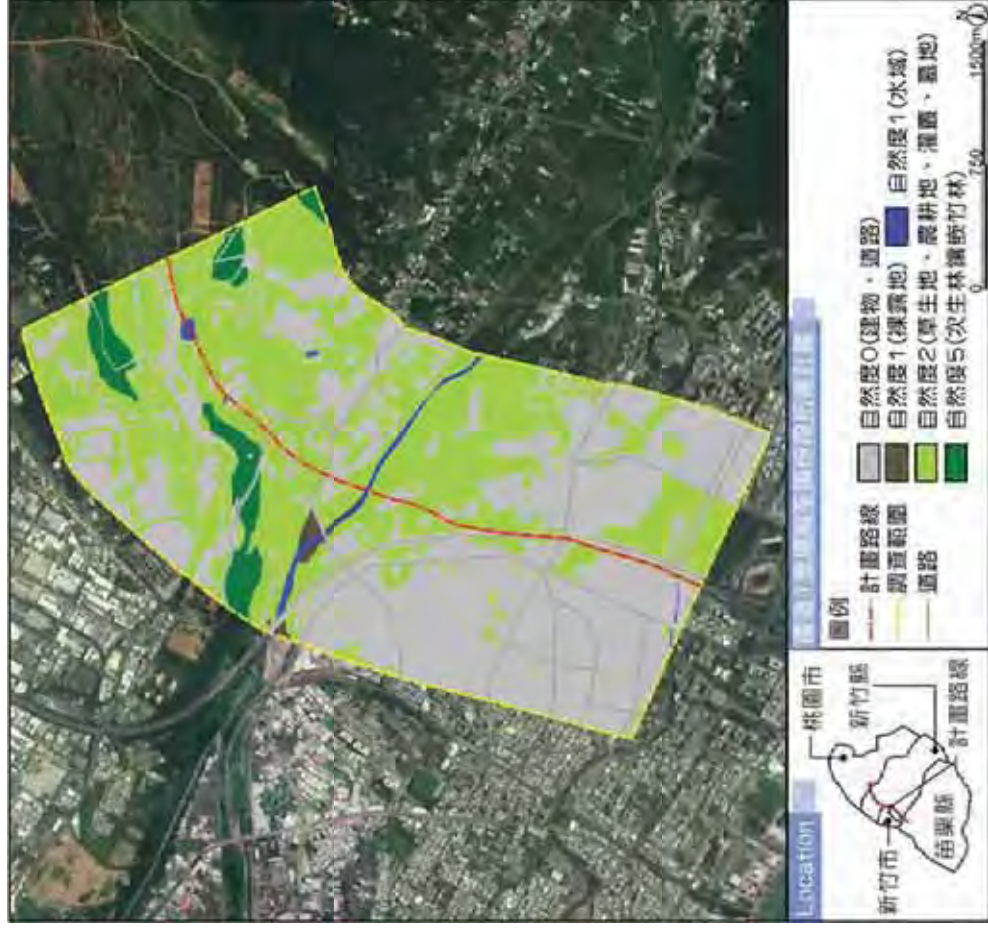 Location
桃園市
新竹縣
新竹市
苗栗縣
計畫路線
圖例
計畫路線
調查範圍
道路
自然度0(建物、道路)
自然度1(裸露地)
自然度1(水域)
自然度2(草生地、農耕地、灌叢、墓地)
自然度5(次生林鑲嵌竹林)
0
750
1500m
N